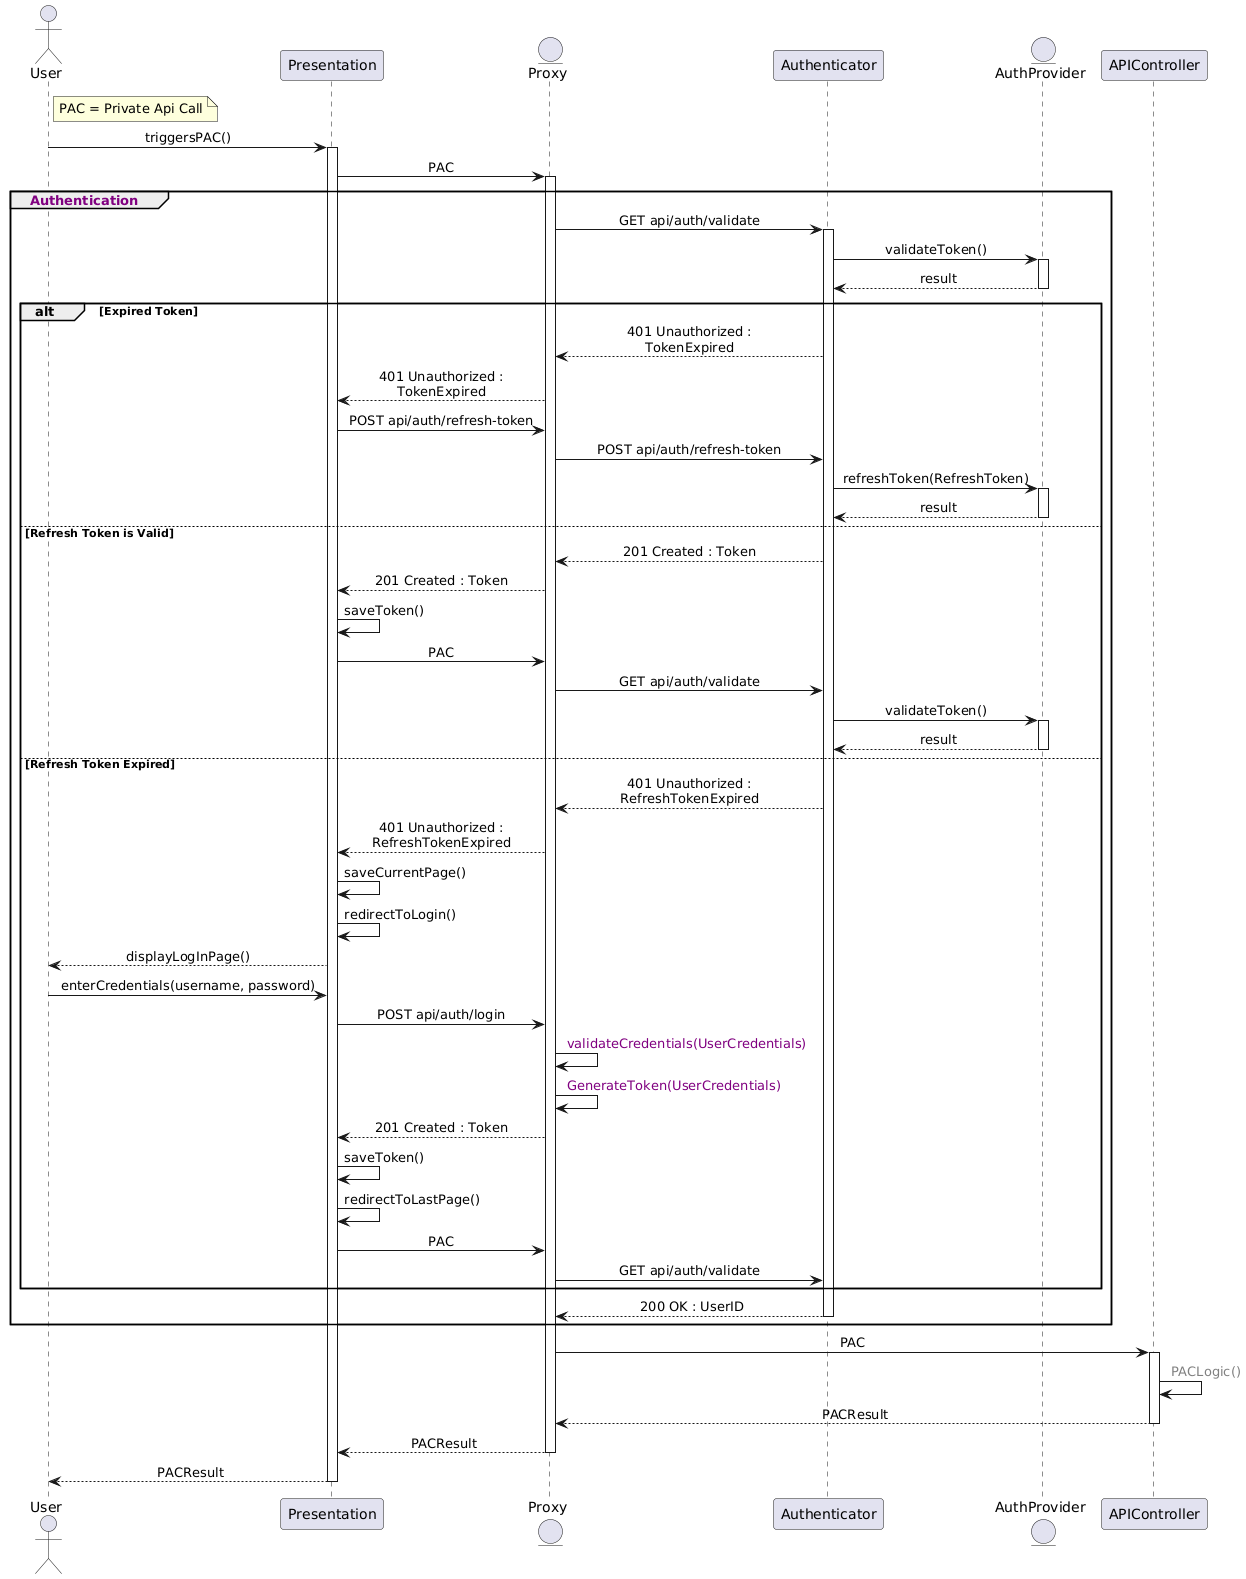 User
Presentation
Proxy
Authenticator
AuthProvider
APIController
PAC = Private Api Call
triggersPAC()
PAC
Authentication
GET api/auth/validate
validateToken()
result
alt
[Expired Token]
401 Unauthorized :
TokenExpired
401 Unauthorized :
TokenExpired
POST api/auth/refresh-token
POST api/auth/refresh-token
refreshToken(RefreshToken)
result
[Refresh Token is Valid]
201 Created : Token
201 Created : Token
saveToken()
PAC
GET api/auth/validate
validateToken()
result
[Refresh Token Expired]
401 Unauthorized :
RefreshTokenExpired
401 Unauthorized :
RefreshTokenExpired
saveCurrentPage()
redirectToLogin()
displayLogInPage()
enterCredentials(username, password)
POST api/auth/login
validateCredentials(UserCredentials)
GenerateToken(UserCredentials)
201 Created : Token
saveToken()
redirectToLastPage()
PAC
GET api/auth/validate
200 OK : UserID
PAC
PACLogic()
PACResult
PACResult
PACResult
User
Presentation
Proxy
Authenticator
AuthProvider
APIController